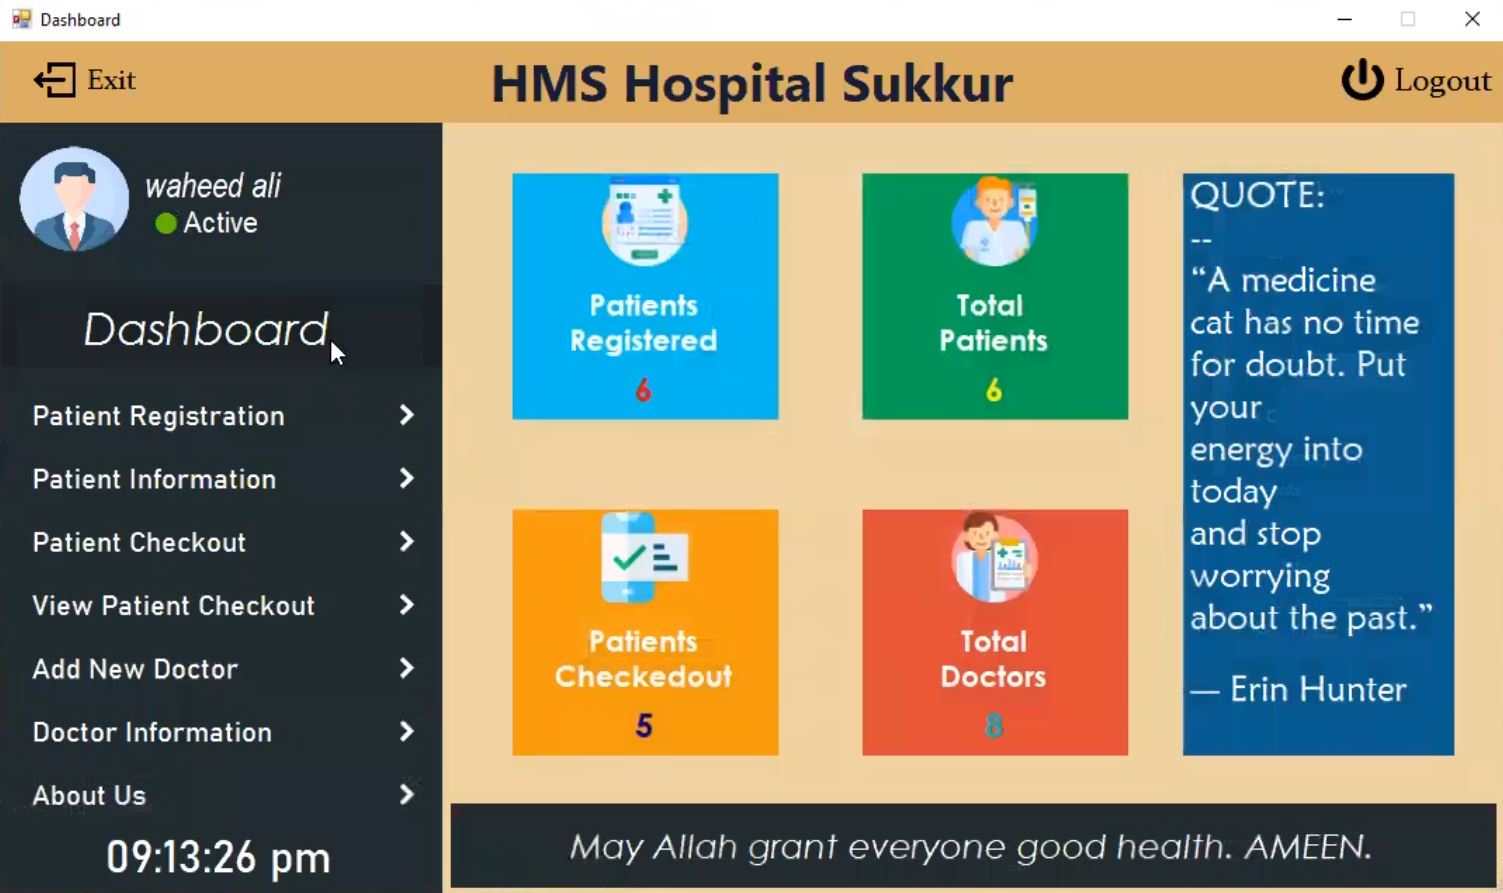 Dashboard
Exit
HMS Hospital Sukkur
Logout
waheed ali
Active
Dashboard
Patient Registration
Patient Information
Patient Checkout
View Patient Checkout
Add New Doctor
Doctor Information
About Us
09:13:26 pm
Patients
Registered
6
Total
Patients
6
Patients
Checkedout
5
Total
Doctors
8
QUOTE:
--
“A medicine
cat has no time
for doubt. Put
your
energy into
today
and stop
worrying
about the past.”
— Erin Hunter
May Allah grant everyone good health. AMEEN.